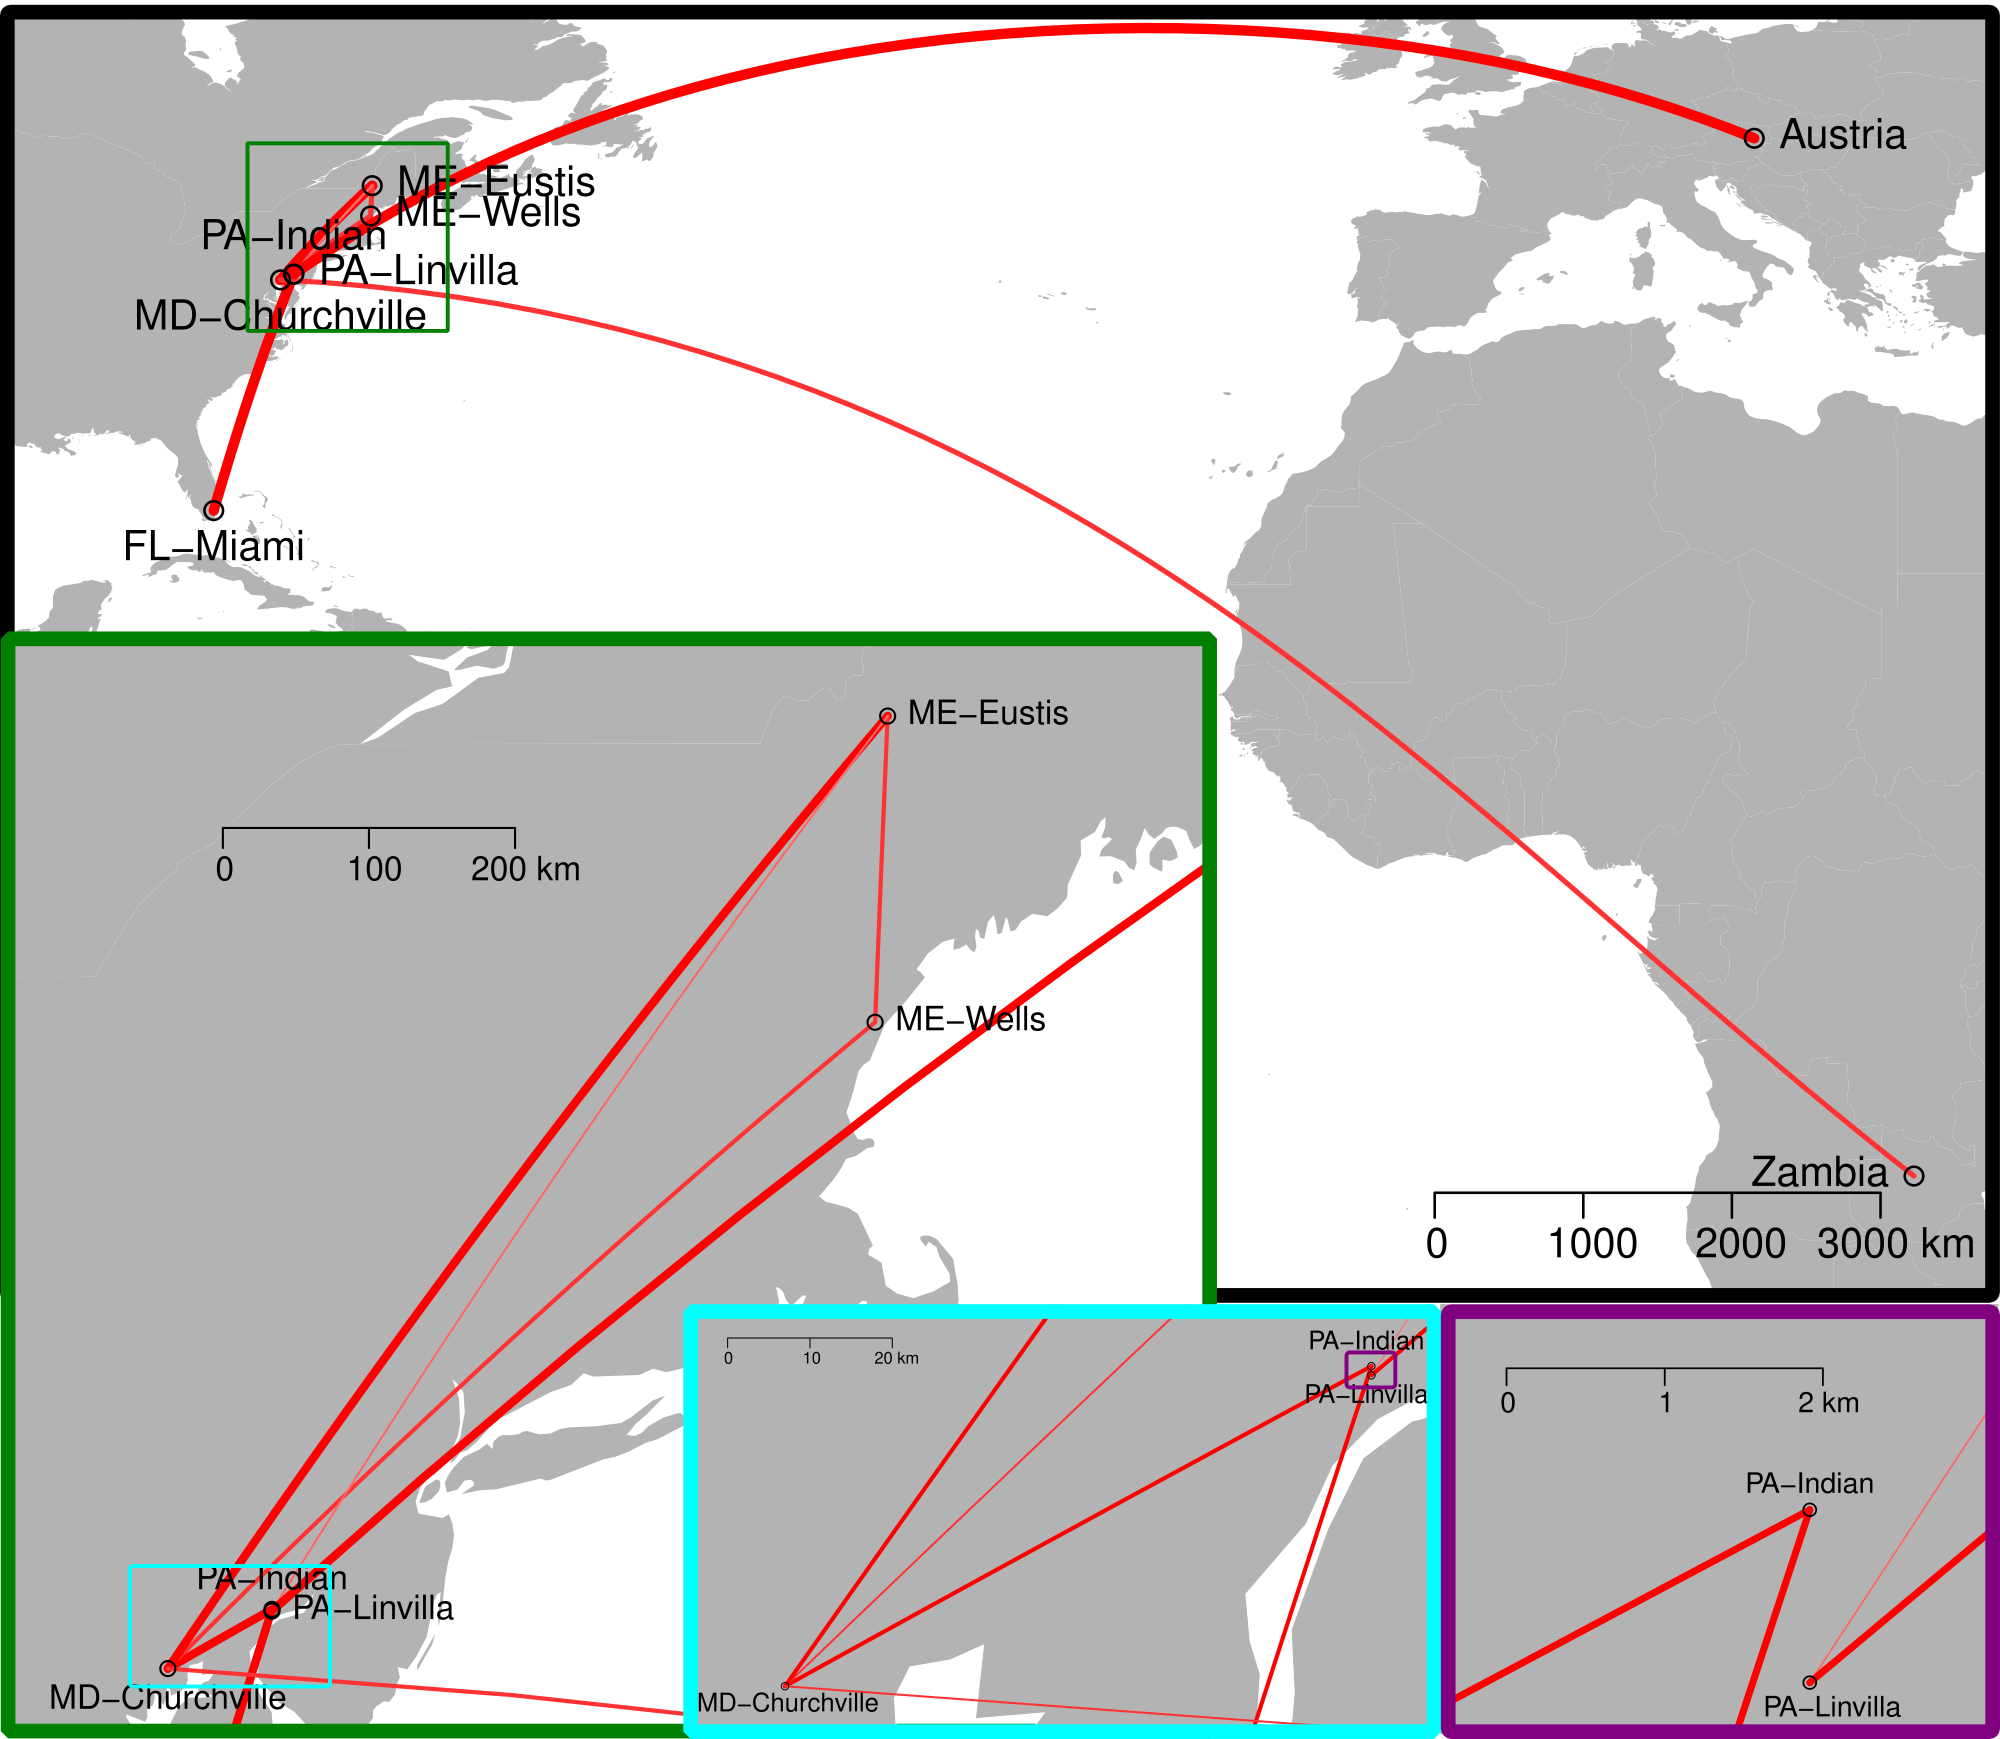 Austria
ME–Eustis
ME–Wells
PA–Indian
PA–Linvilla
MD–Churchville
FL–Miami
Zambia
0 1000 2000 3000 km
ME–Eustis
0 100 200 km
ME–Wells
PA–Indian
PA–Linvilla
MD–Churchville
PA–Indian
0 10 20 km
PA–Linvilla
MD–Churchville
0 1 2 km
PA–Indian
PA–Linvilla